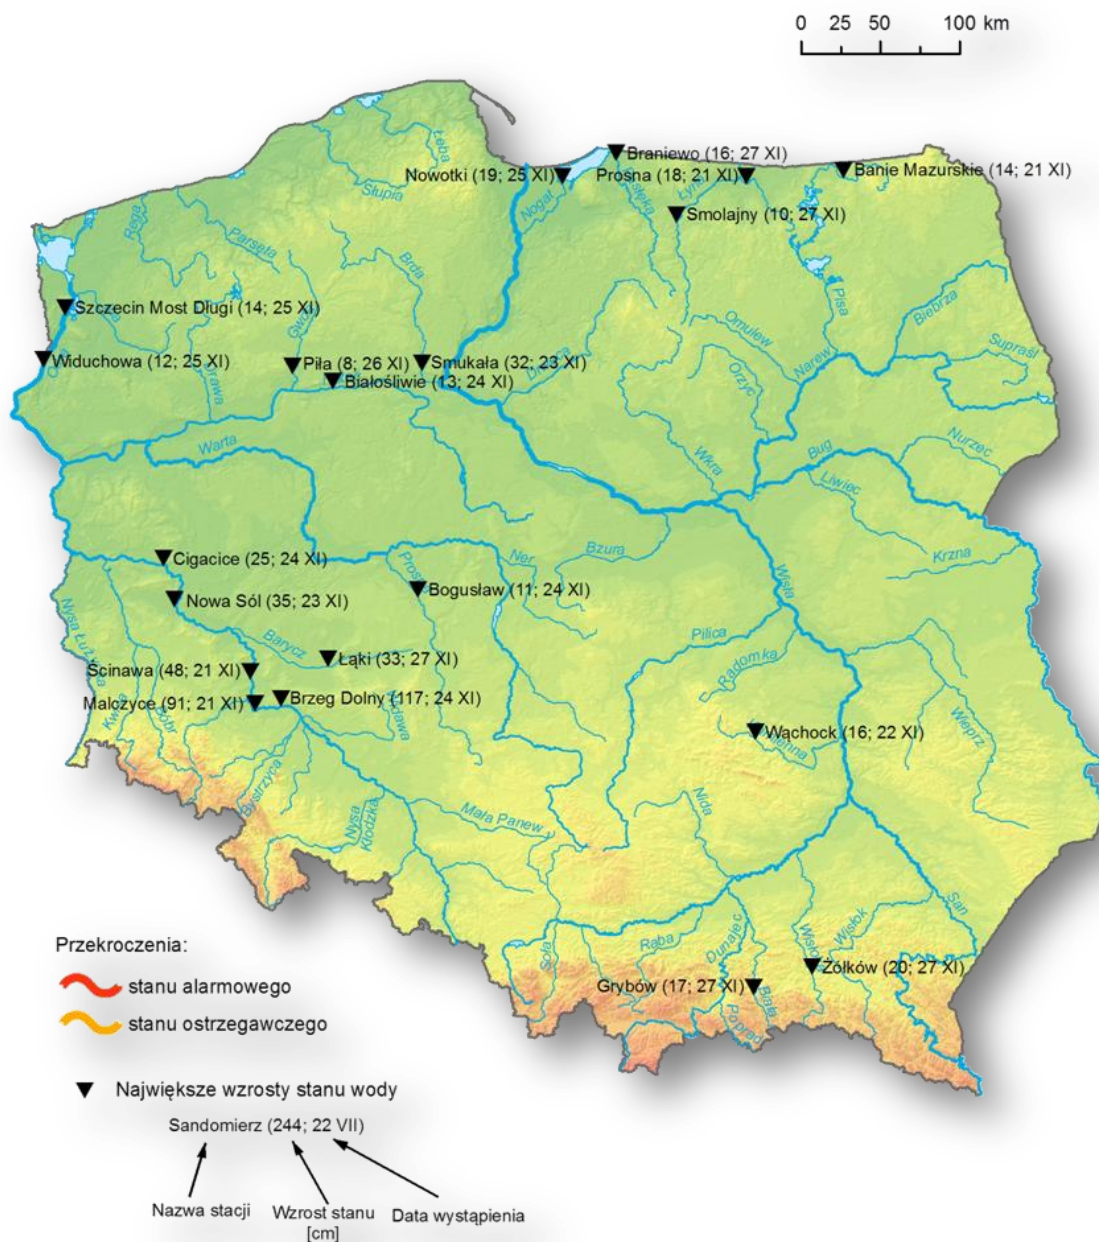 0 25 50 100 km
Łeba
Słupia
Braniewo (16; 27 XI)
Nowotki (19; 25 XI)
Prosna (18; 21 XI)
Banie Mazurskie (14; 21 XI)
Łyna
Nogat
Smolajny (10; 27 XI)
Rega
Parsęta
Brda
Pisa
Biebrza
Szczecin Most Długi (14; 25 XI)
Gwda
Omulew
Supraśl
Widuchowa (12; 25 XI)
Piła (8; 26 XI)
Smukała (32; 23 XI)
Białośliwie (13; 24 XI)
Orzyc
Narew
Warta
Wkra
Bug
Nurzec
Liwiec
Cigacice (25; 24 XI)
Ner
Bzura
Krzna
Bogusław (11; 24 XI)
Nowa Sól (35; 23 XI)
Wisła
Nysa Łużycka
Barycz
Pilica
Radomka
Łąki (33; 27 XI)
Ścinawa (48; 21 XI)
Kwisa
Bóbr
Malczyce (91; 21 XI)
Brzeg Dolny (117; 24 XI)
Wieprz
Wąchock (16; 22 XI)
Bystrzyca
Nysa
Kłodzka
Mała Panew
Nida
San
Wisłok
Soła
Raba
Dunajec
Żółków (20; 27 XI)
Grybów (17; 27 XI)
Biała
Poprad
Przekroczenia:
stanu alarmowego
stanu ostrzegawczego
Największe wzrosty stanu wody
Sandomierz (244; 22 VII)
Nazwa stacji
Wzrost stanu
[cm]
Data wystąpienia